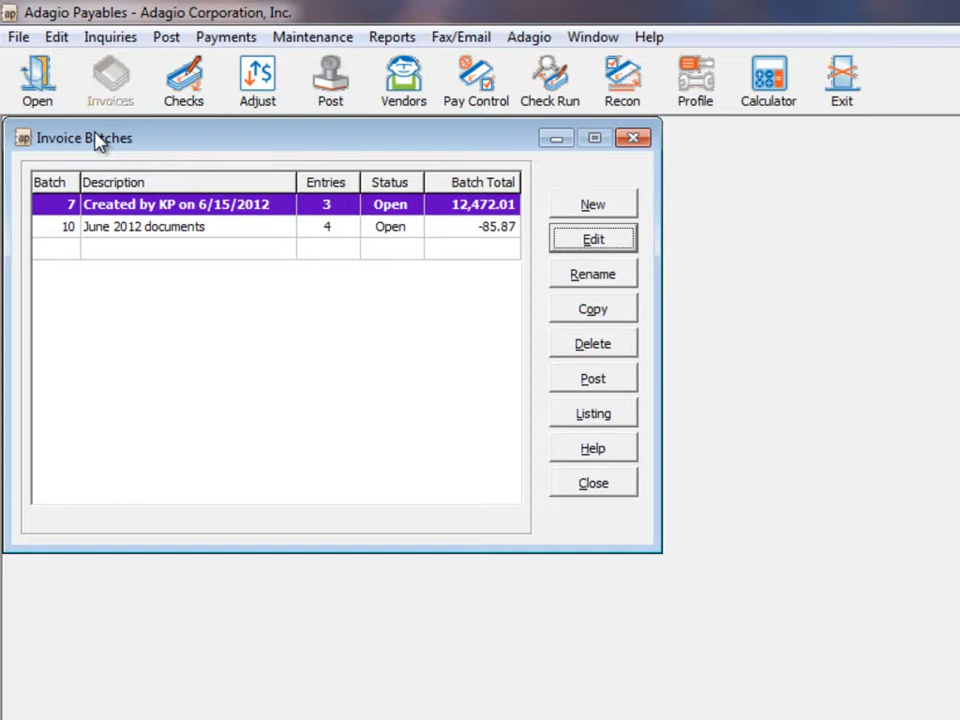 Adagio Payables - Adagio Corporation, Inc.
File Edit Inquiries Post Payments Maintenance Reports Fax/Email Adagio Window Help
Open Invoices Checks Adjust Post Vendors Pay Control Check Run Recon Profile Calculator Exit
Invoice Batches
Batch Description Entries Status Batch Total
7 Created by KP on 6/15/2012 3 Open 12,472.01
10 June 2012 documents 4 Open -85.87
New
Edit
Rename
Copy
Delete
Post
Listing
Help
Close